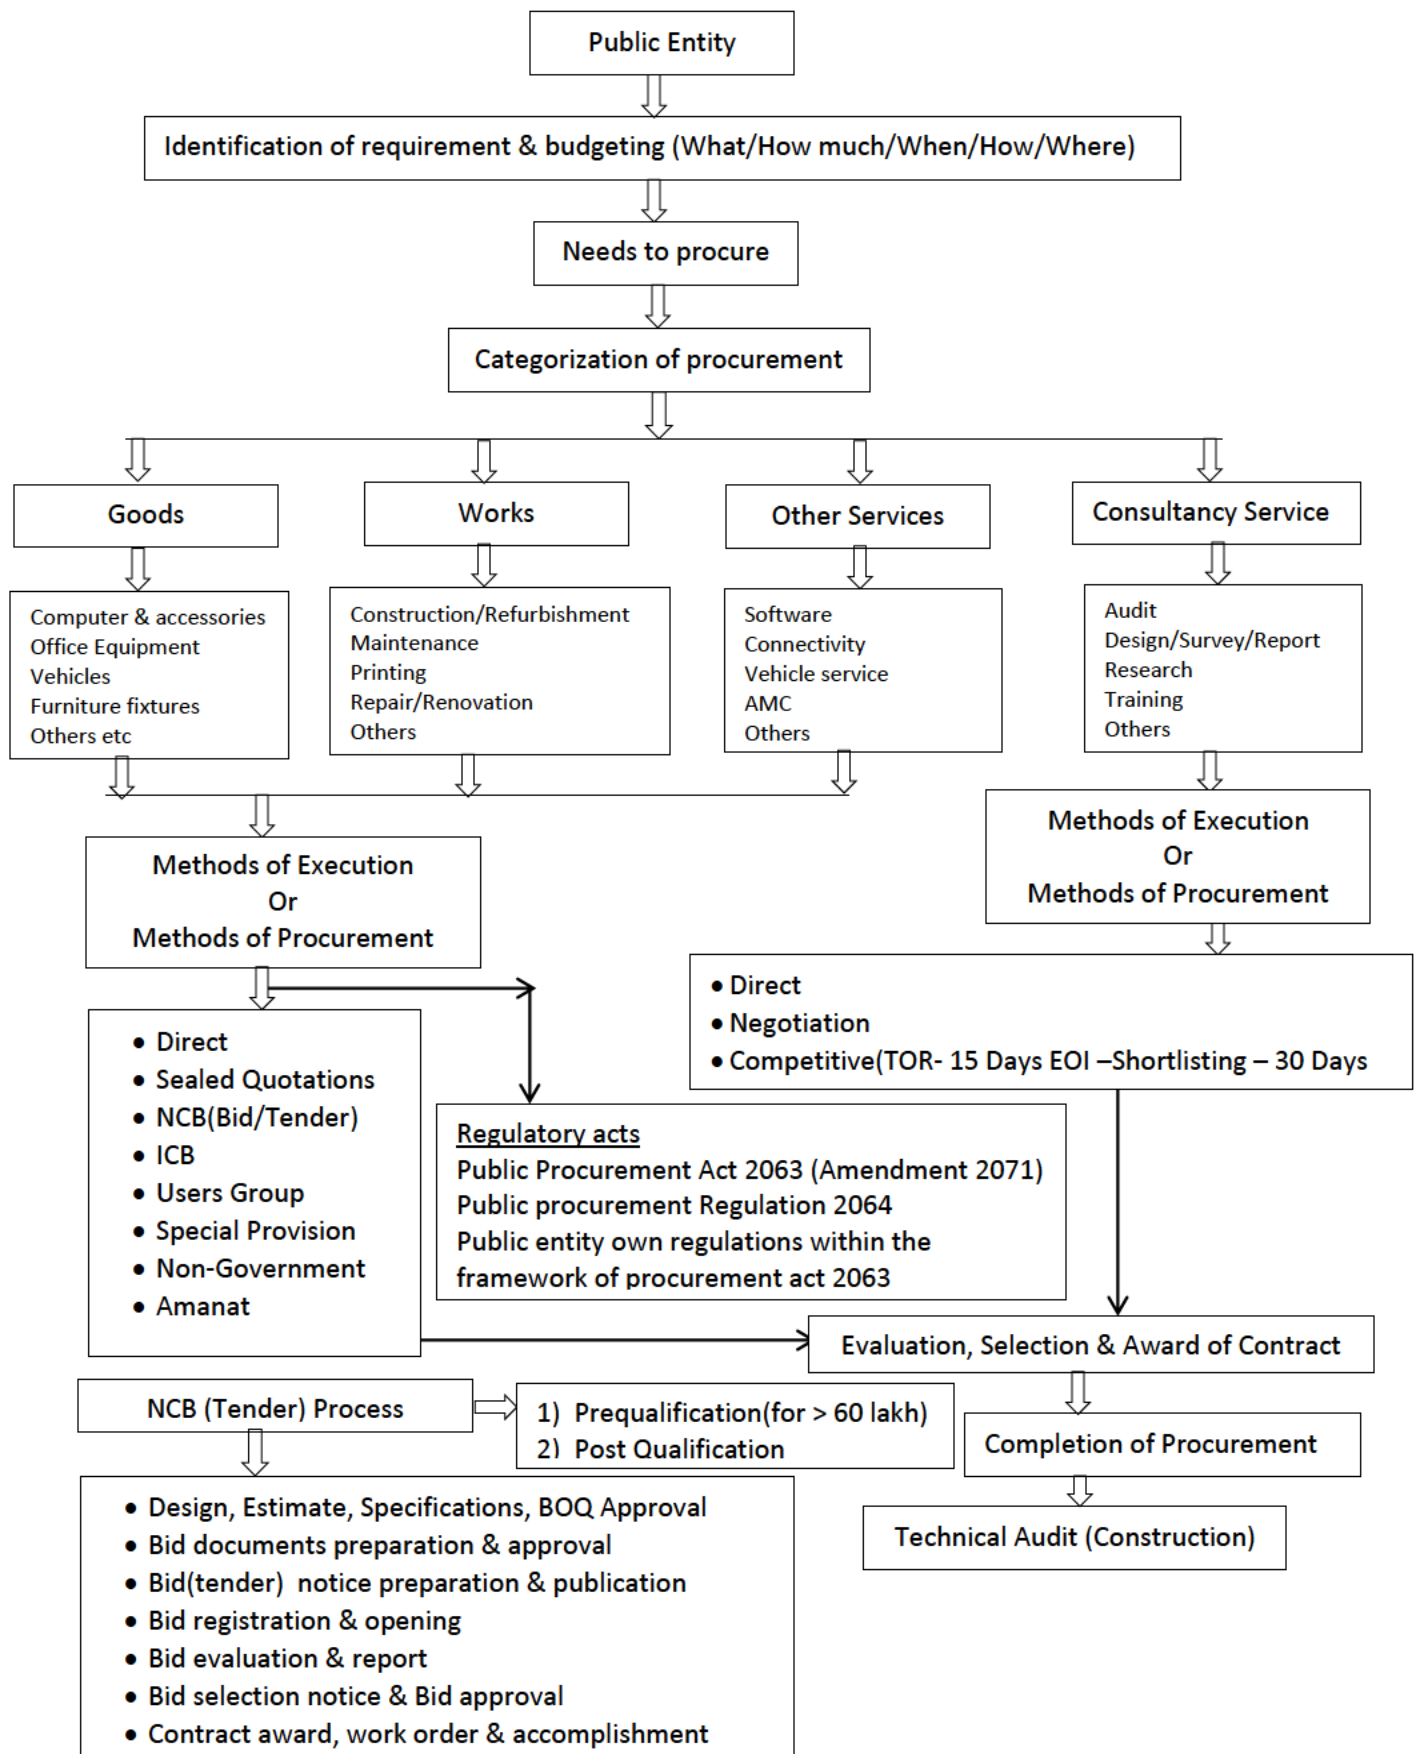 Public Entity
Identification of requirement & budgeting (What/How much/When/How/Where)
Needs to procure
Categorization of procurement
Goods
Works
Other Services
Consultancy Service
Computer & accessories
Office Equipment
Vehicles
Furniture fixtures
Others etc
Construction/Refurbishment
Maintenance
Printing
Repair/Renovation
Others
Software
Connectivity
Vehicle service
AMC
Others
Audit
Design/Survey/Report
Research
Training
Others
Methods of Execution
Or
Methods of Procurement
Methods of Execution
Or
Methods of Procurement
• Direct
• Negotiation
• Competitive(TOR- 15 Days EOI –Shortlisting – 30 Days
• Direct
• Sealed Quotations
• NCB(Bid/Tender)
• ICB
• Users Group
• Special Provision
• Non-Government
• Amanat
Regulatory acts
Public Procurement Act 2063 (Amendment 2071)
Public procurement Regulation 2064
Public entity own regulations within the
framework of procurement act 2063
Evaluation, Selection & Award of Contract
NCB (Tender) Process
1) Prequalification(for > 60 lakh)
2) Post Qualification
Completion of Procurement
Technical Audit (Construction)
• Design, Estimate, Specifications, BOQ Approval
• Bid documents preparation & approval
• Bid(tender) notice preparation & publication
• Bid registration & opening
• Bid evaluation & report
• Bid selection notice & Bid approval
• Contract award, work order & accomplishment